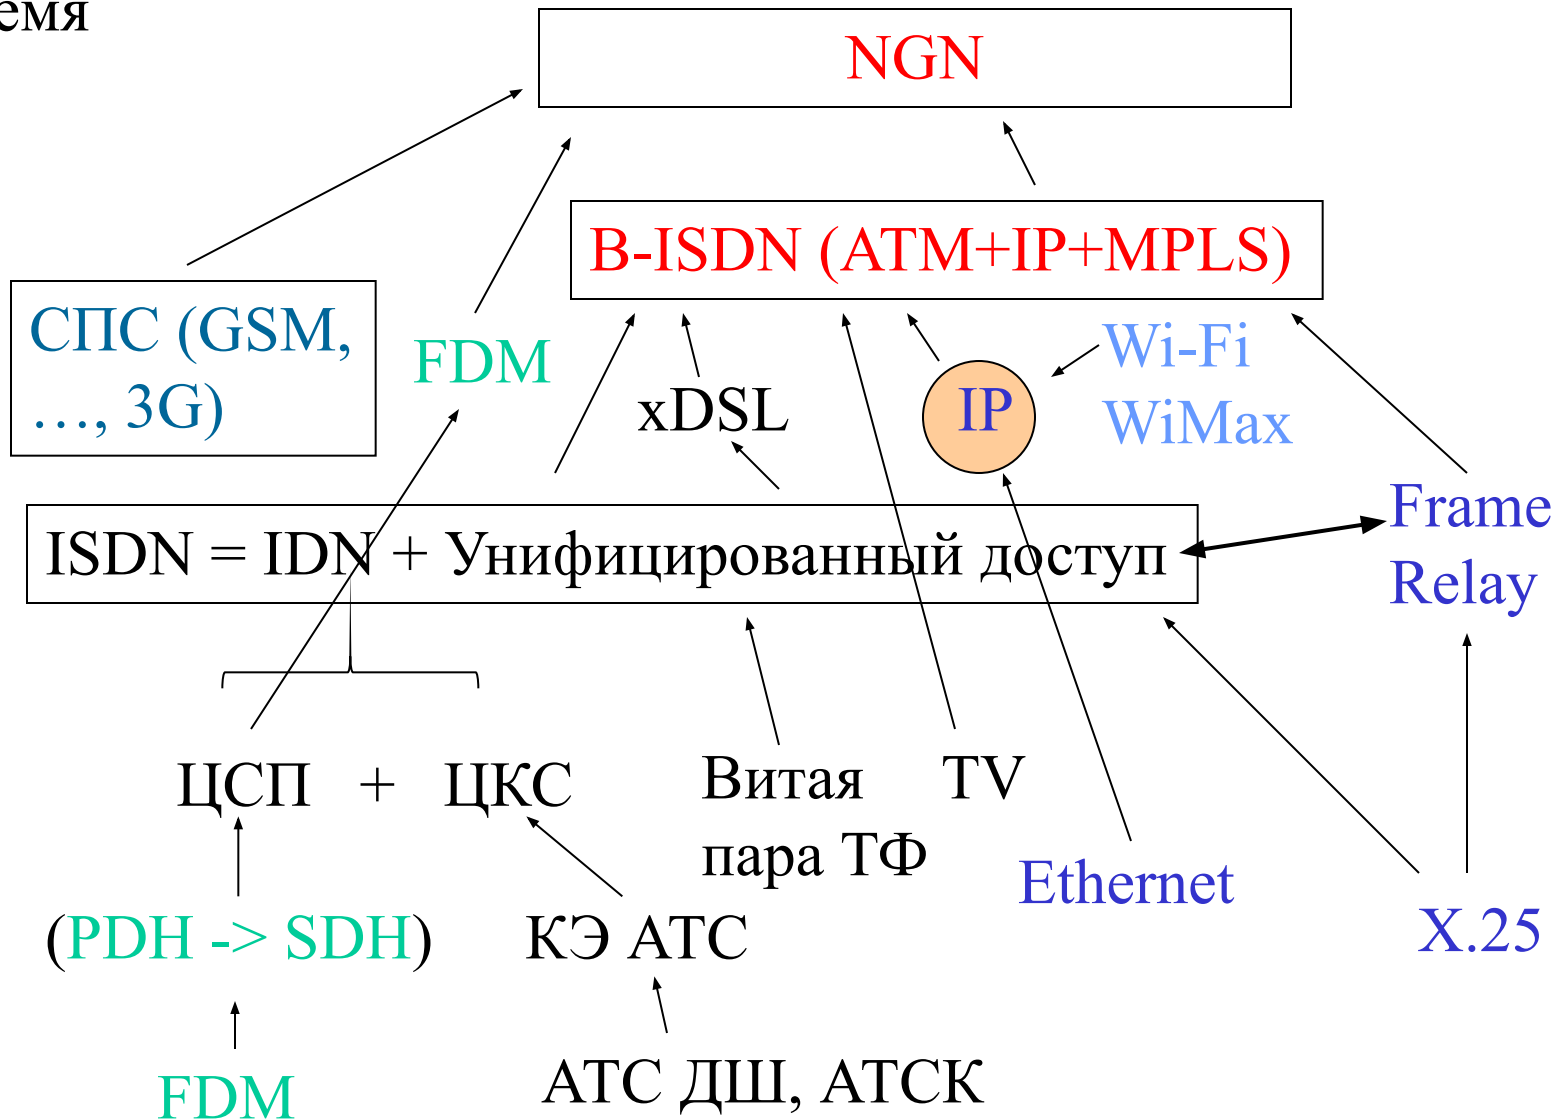 емя
NGN
B-ISDN (ATM+IP+MPLS)
СПС (GSM,
…, 3G)
FDM
xDSL
IP
Wi-Fi
WiMax
Frame
Relay
ISDN = IDN + Унифицированный доступ
ЦСП + ЦКС
Витая
пара ТФ
TV
Ethernet
X.25
(PDH -> SDH)
КЭ АТС
FDM
АТС ДШ, АТСК